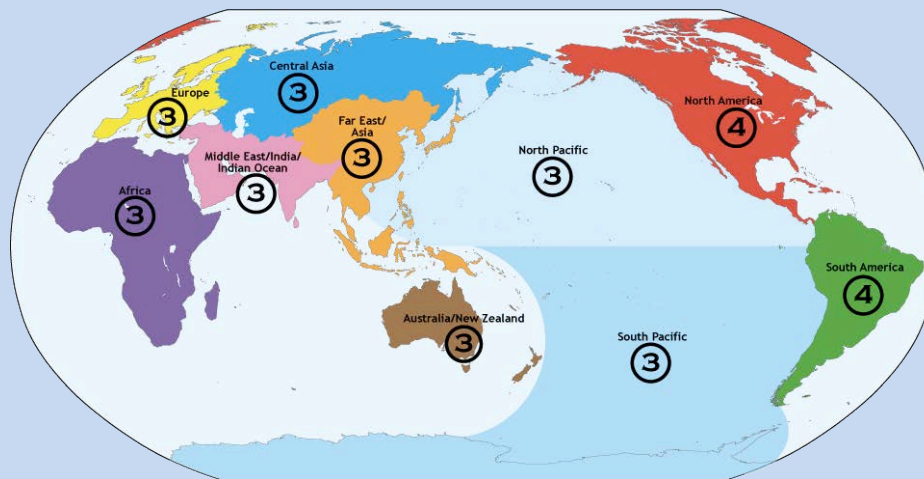 Central Asia
3
Europe
3
Far East/
Asia
3
North America
4
Middle East/India/
Indian Ocean
3
North Pacific
3
Africa
3
South America
4
Australia/New Zealand
3
South Pacific
3